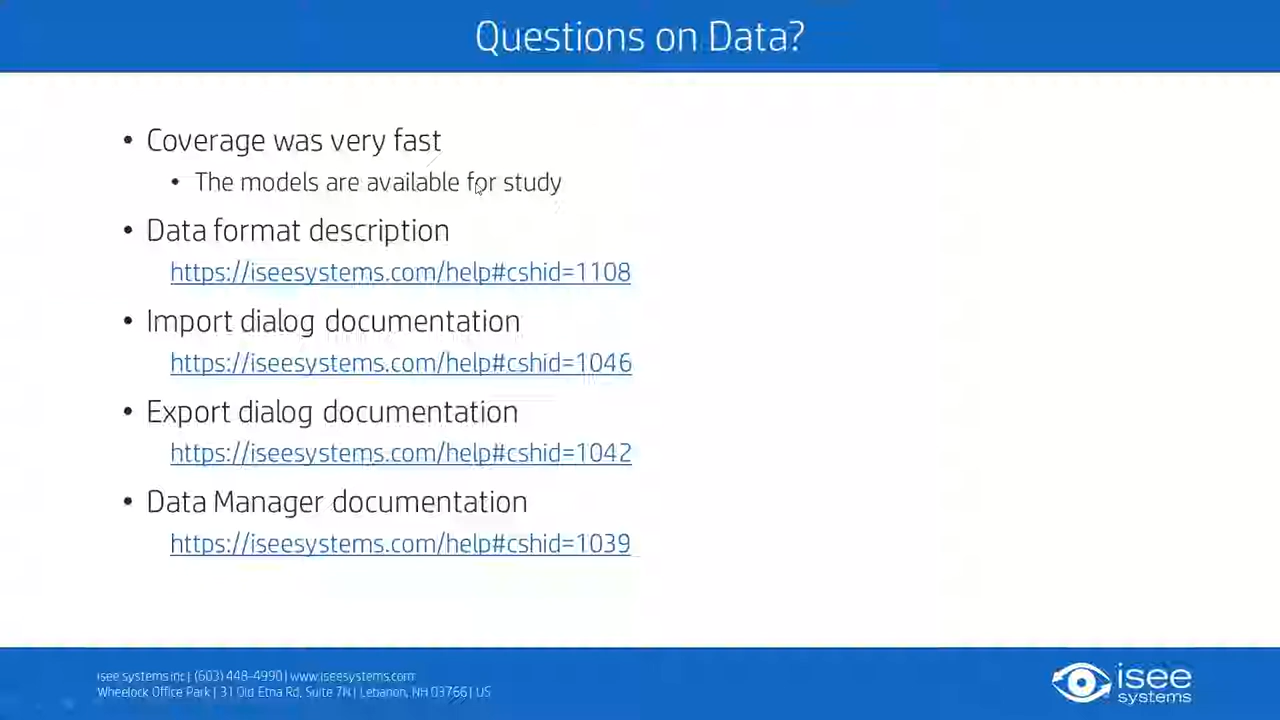 Questions on Data?
• Coverage was very fast
• The models are available for study
• Data format description
https://iseesystems.com/help#cshid=1108
• Import dialog documentation
https://iseesystems.com/help#cshid=1046
• Export dialog documentation
https://iseesystems.com/help#cshid=1042
• Data Manager documentation
https://iseesystems.com/help#cshid=1039
isee systems inc | (603) 448-4990 | www.iseesystems.com
Wheelock Office Park | 31 Old Etna Rd, Suite 7N | Lebanon, NH 03766 | US
isee
systems